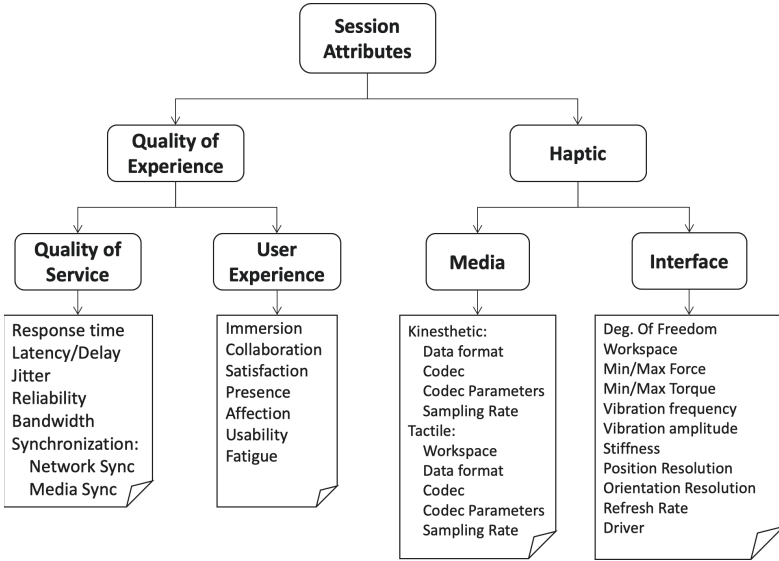 Session
Attributes
Quality of
Experience
Haptic
Quality of
Service
User
Experience
Media
Interface
Response time
Latency/Delay
Jitter
Reliability
Bandwidth
Synchronization:
Network Sync
Media Sync
Immersion
Collaboration
Satisfaction
Presence
Affection
Usability
Fatigue
Kinesthetic:
Data format
Codec
Codec Parameters
Sampling Rate
Tactile:
Workspace
Data format
Codec
Codec Parameters
Sampling Rate
Deg. Of Freedom
Workspace
Min/Max Force
Min/Max Torque
Vibration frequency
Vibration amplitude
Stiffness
Position Resolution
Orientation Resolution
Refresh Rate
Driver